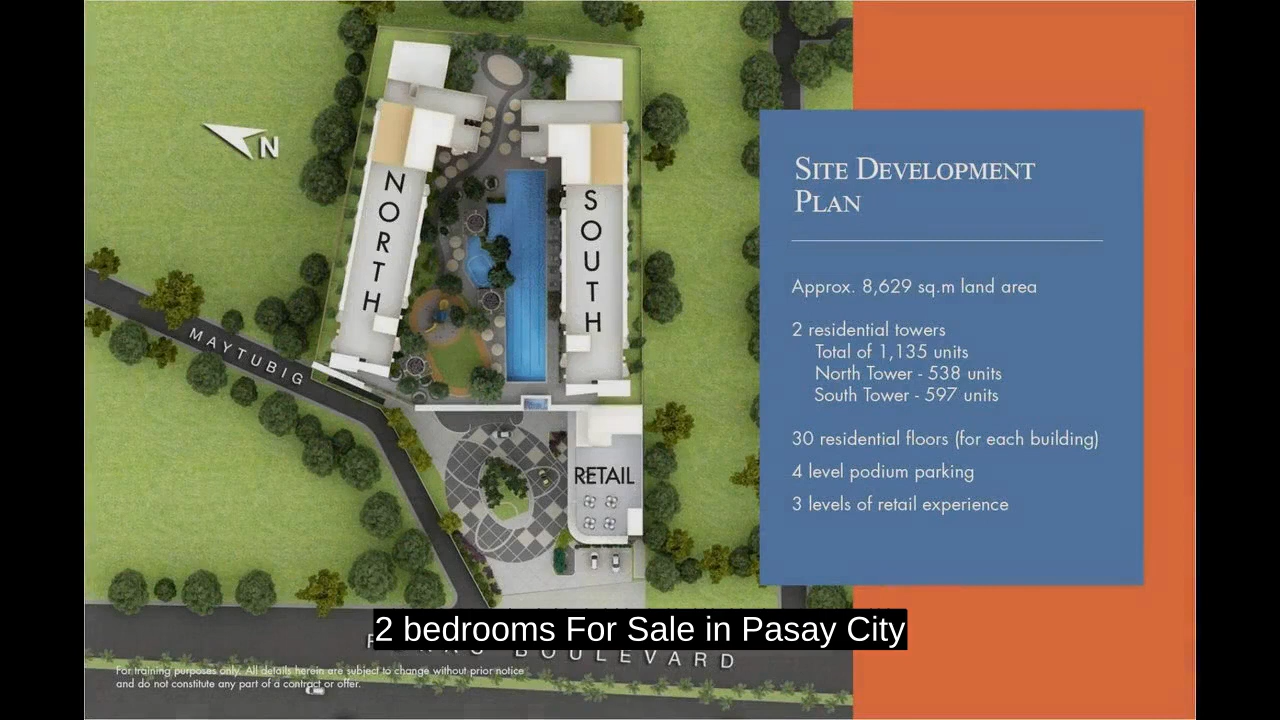 N
NORTH
SOUTH
MAYTUBIG
RETAIL
SITE DEVELOPMENT
PLAN
Approx. 8,629 sq.m land area
2 residential towers
Total of 1,135 units
North Tower - 538 units
South Tower - 597 units
30 residential floors (for each building)
4 level podium parking
3 levels of retail experience
2 bedrooms For Sale in Pasay City
BOULEVARD
For training purposes only. All details herein are subject to change without prior notice
and do not constitute any part of a contract or offer.